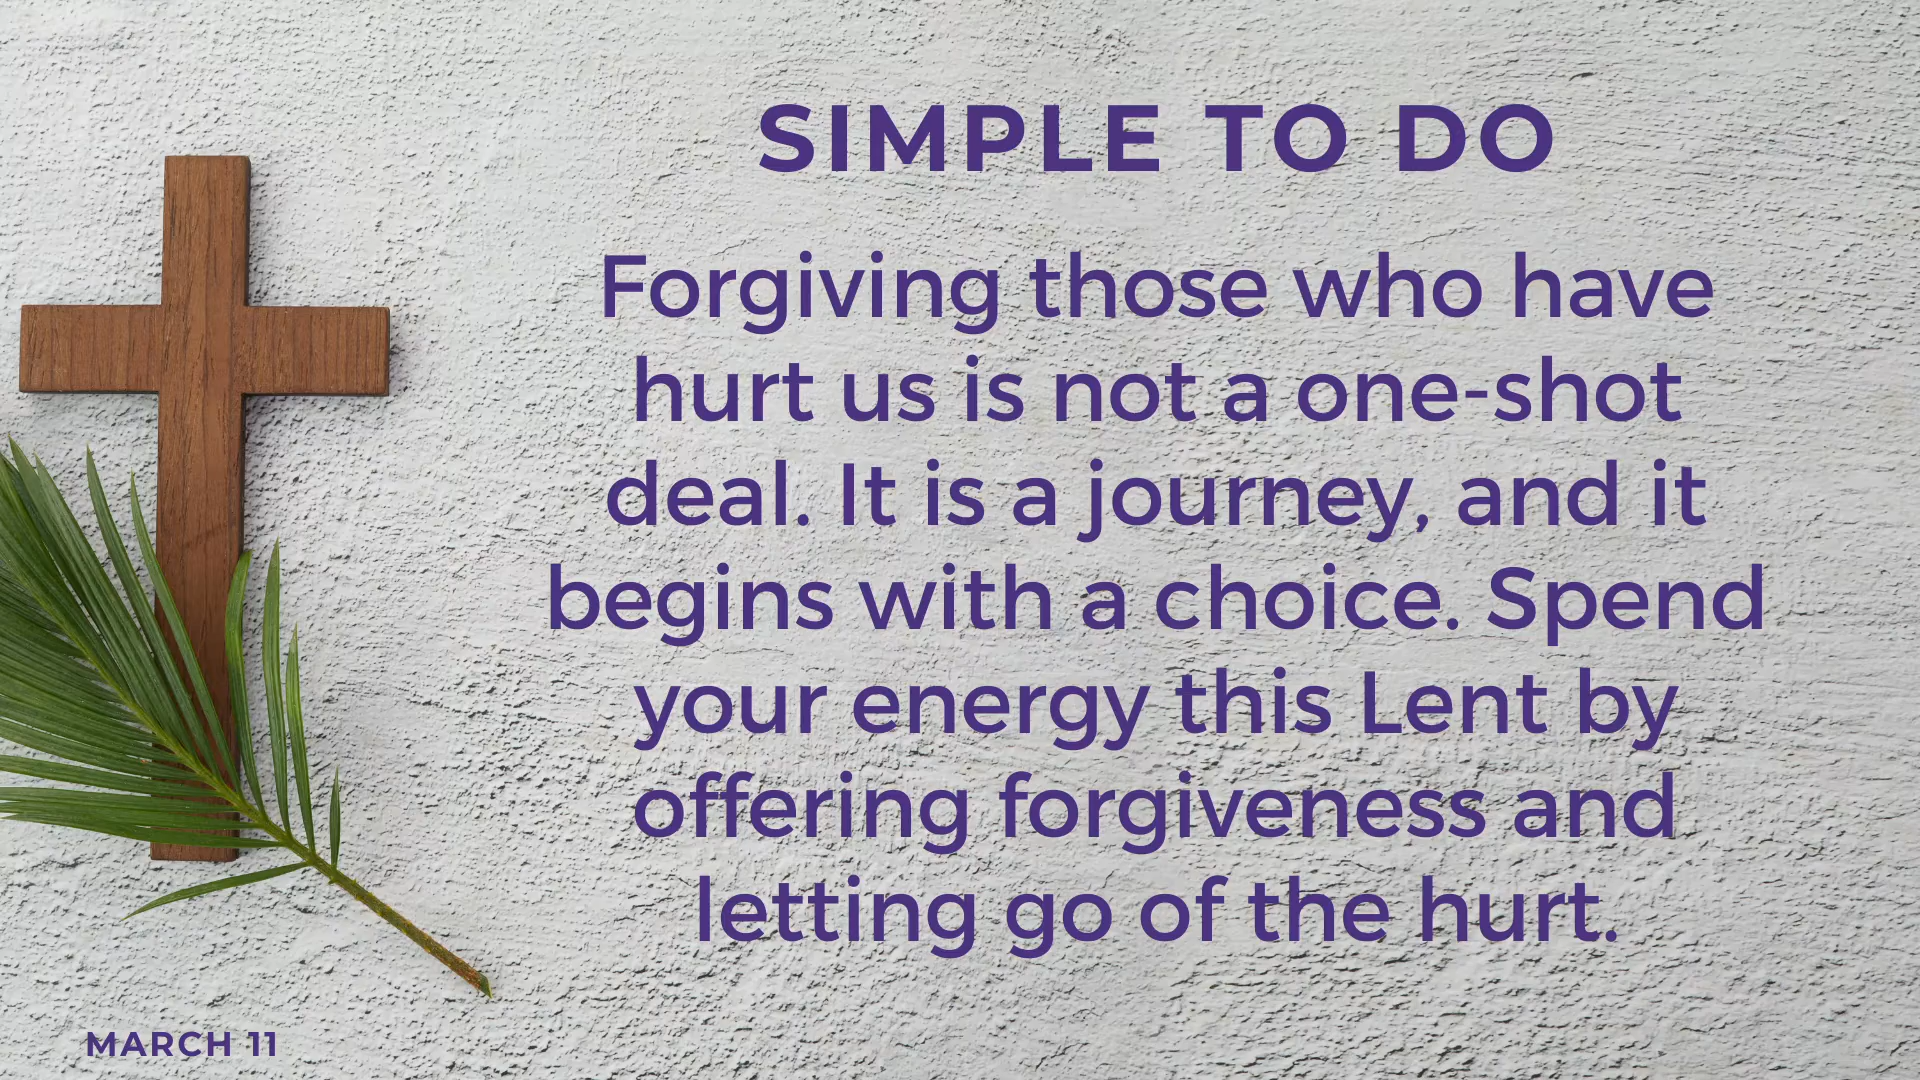 SIMPLE TO DO
Forgiving those who have
hurt us is not a one-shot
deal. It is a journey, and it
begins with a choice. Spend
your energy this Lent by
offering forgiveness and
letting go of the hurt.
MARCH 11